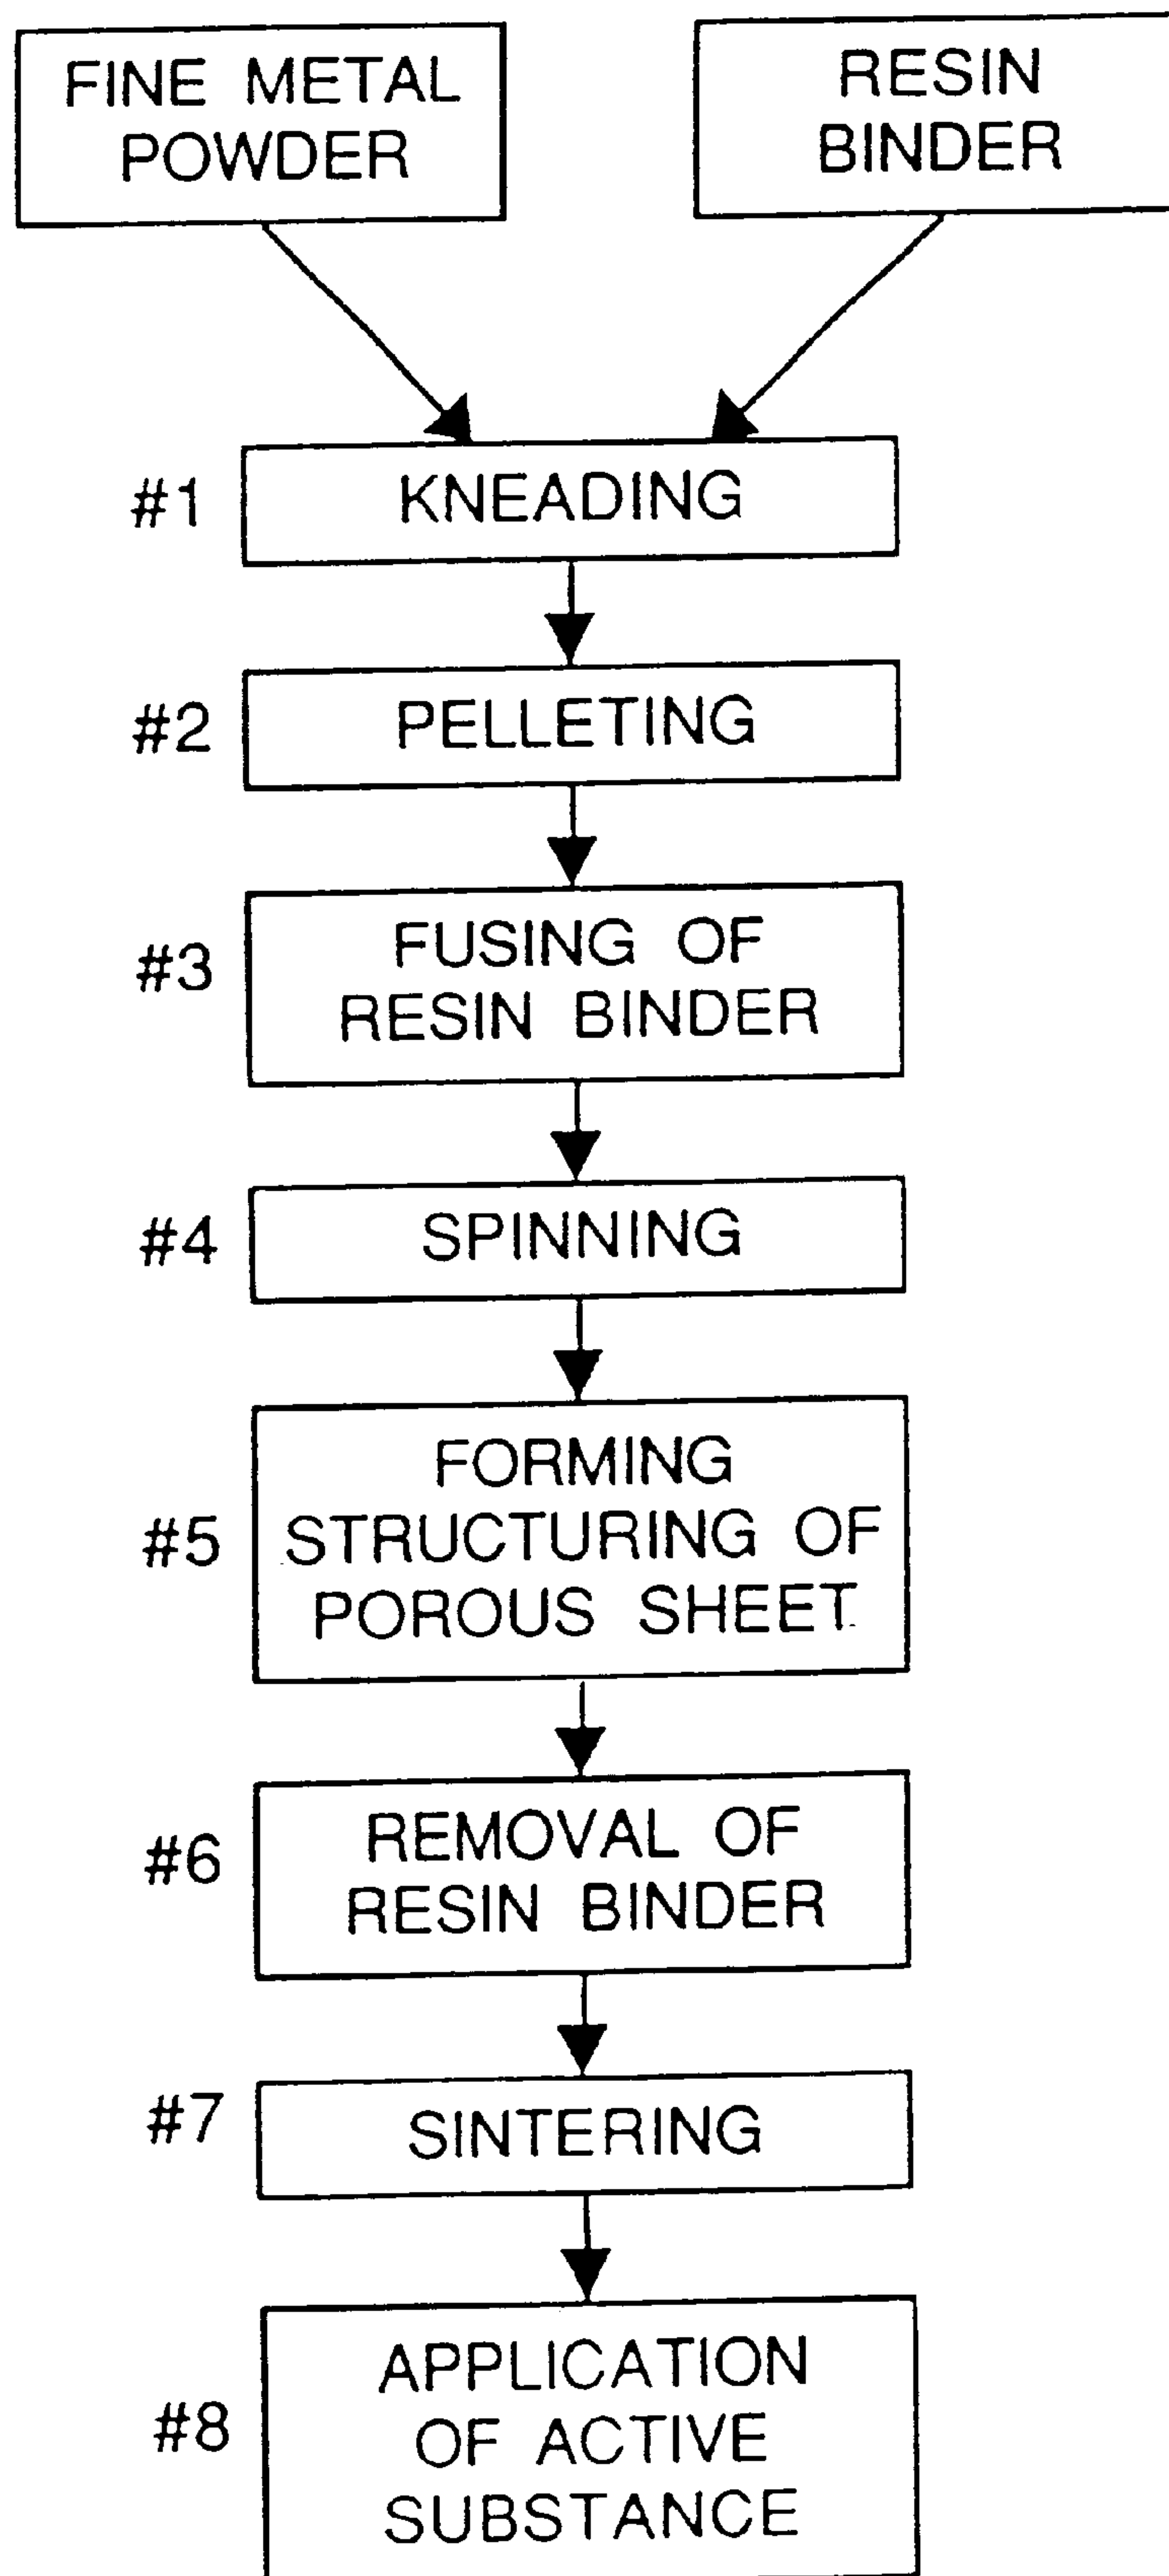 FINE METAL
POWDER
RESIN
BINDER
#1
KNEADING
#2
PELLETING
#3
FUSING OF
RESIN BINDER
#4
SPINNING
#5
FORMING
STRUCTURING OF
POROUS SHEET
#6
REMOVAL OF
RESIN BINDER
#7
SINTERING
#8
APPLICATION
OF ACTIVE
SUBSTANCE